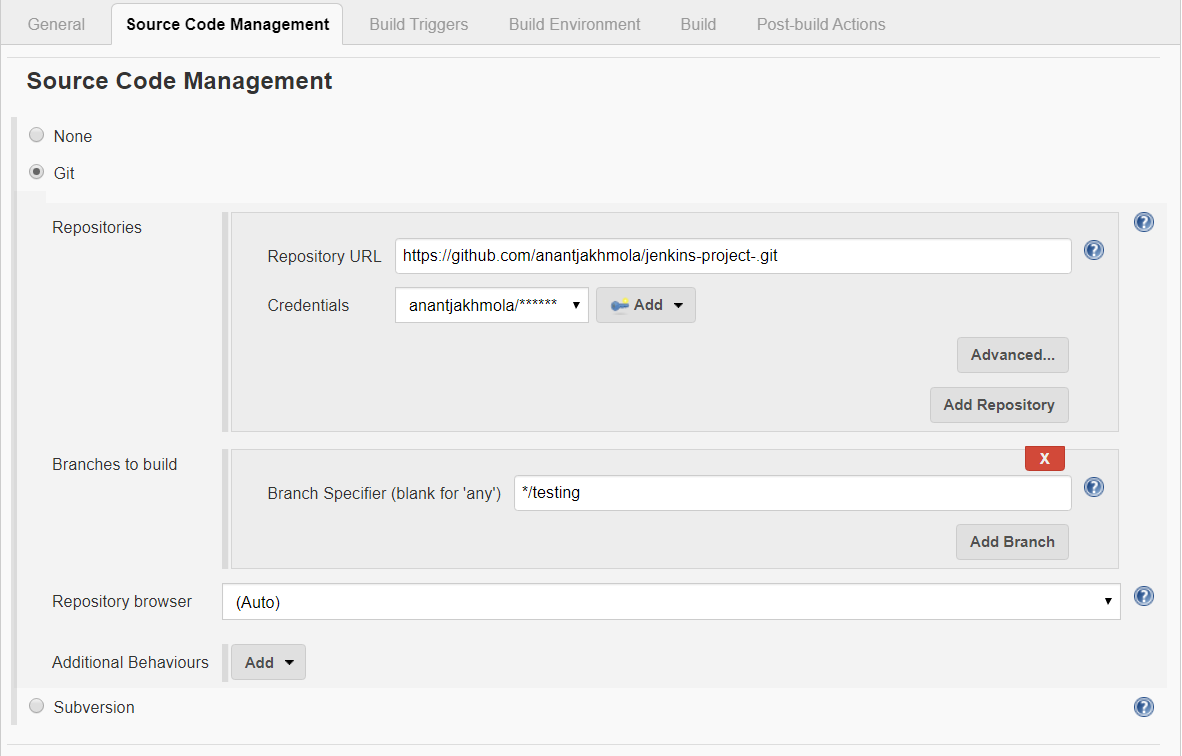 General Source Code Management Build Triggers Build Environment Build Post-build Actions
Source Code Management
None
Git
Repositories
Repository URL https://github.com/anantjakhmola/jenkins-project-.git
Credentials anantjakhmola/****** Add
Advanced...
Add Repository
Branches to build
X
Branch Specifier (blank for 'any') */testing
Add Branch
Repository browser (Auto)
Additional Behaviours Add
Subversion